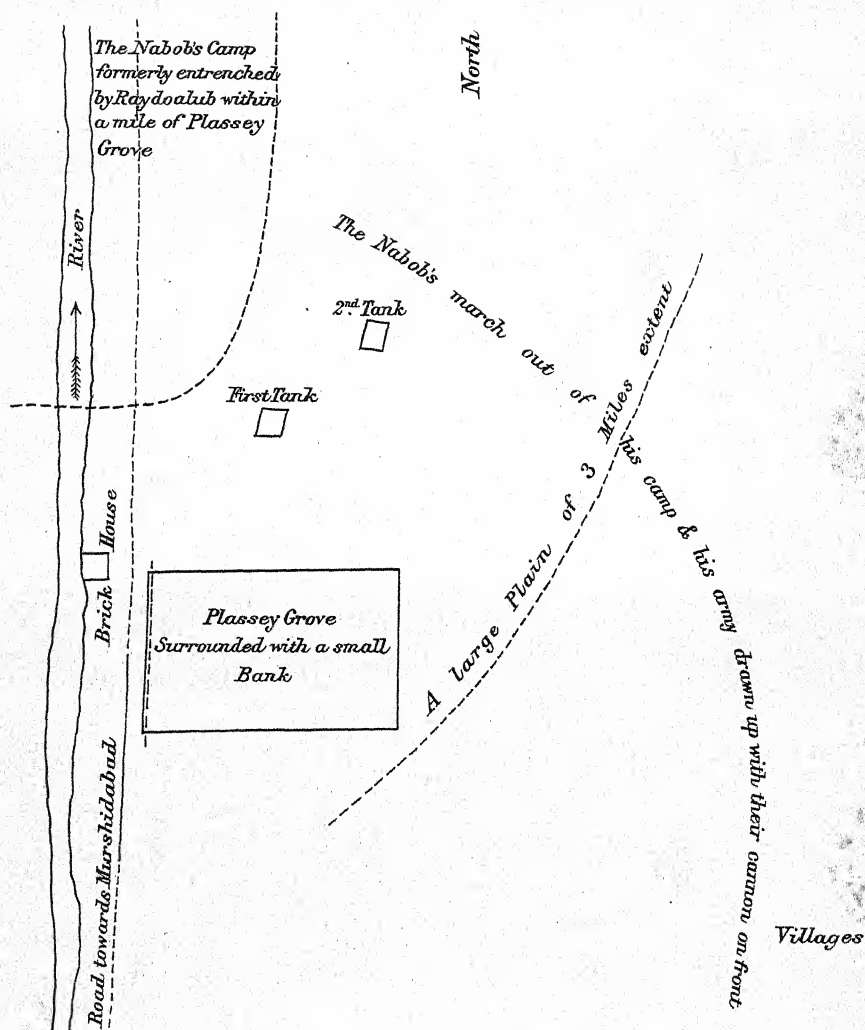 The Nabob's Camp
formerly entrenched
by Raydoalub within
a mile of Plassey
Grove
North
River
The Nabob's march out of his camp & his army drawn up with their cannon on front
2nd. Tank
First Tank
A large Plain of 3 Miles extent
Brick House
Plassey Grove
Surrounded with a small
Bank
Road towards Murshidabad
Villages